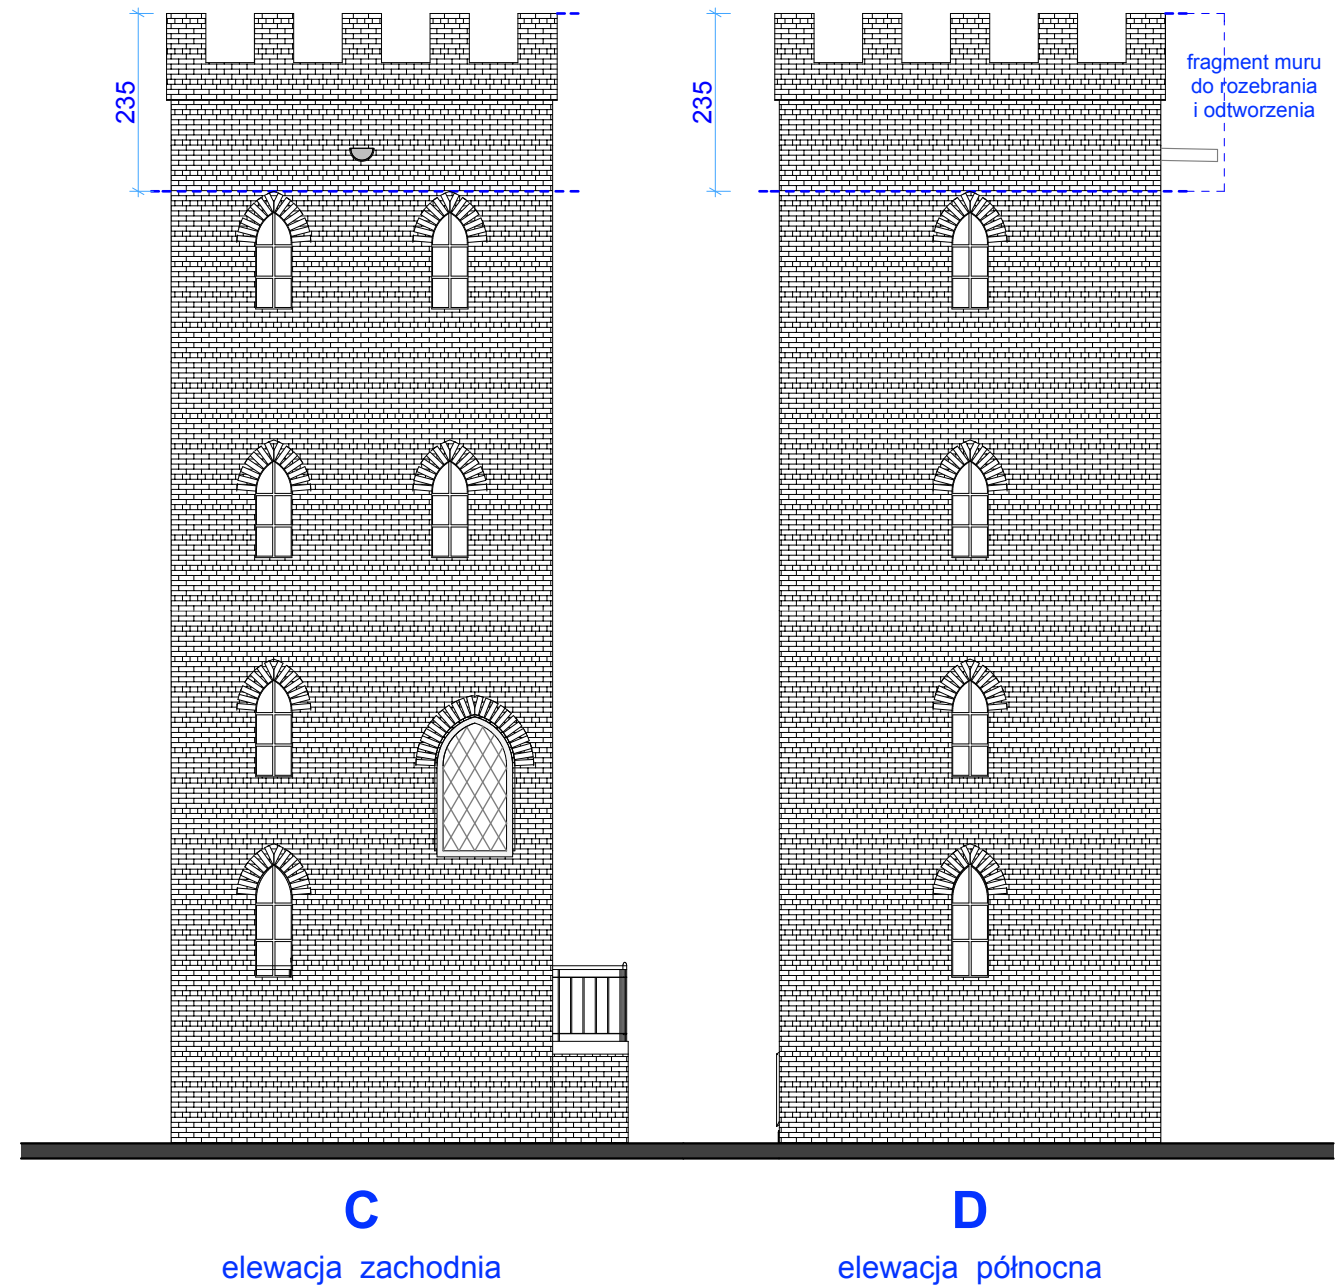 235
235
fragment muru
do rozebrania
i odtworzenia
C
elewacja zachodnia
D
elewacja północna